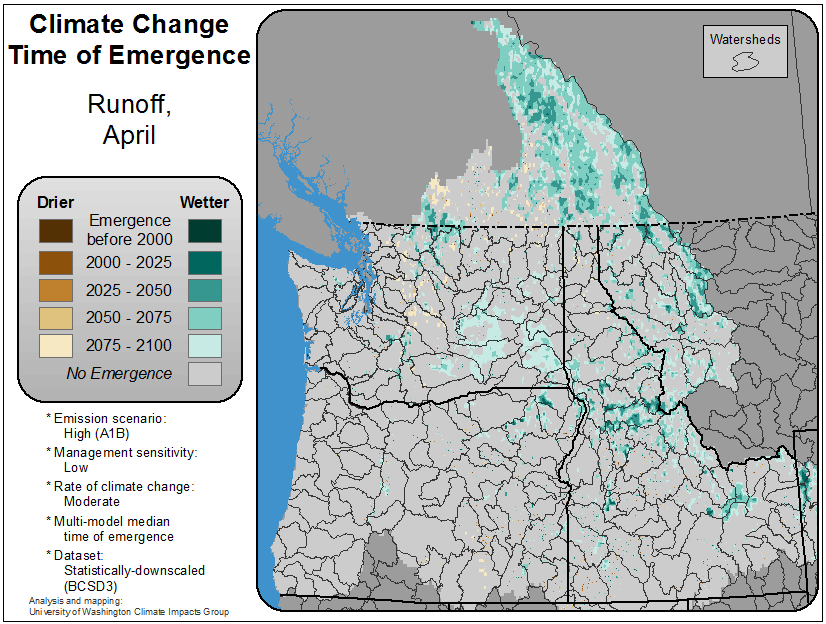 Climate Change
Time of Emergence
Runoff,
April
Drier
Wetter
Emergence
before 2000
2000 - 2025
2025 - 2050
2050 - 2075
2075 - 2100
No Emergence
* Emission scenario:
High (A1B)
* Management sensitivity:
Low
* Rate of climate change:
Moderate
* Multi-model median
time of emergence
* Dataset:
Statistically-downscaled
(BCSD3)
Analysis and mapping:
University of Washington Climate Impacts Group
Watersheds